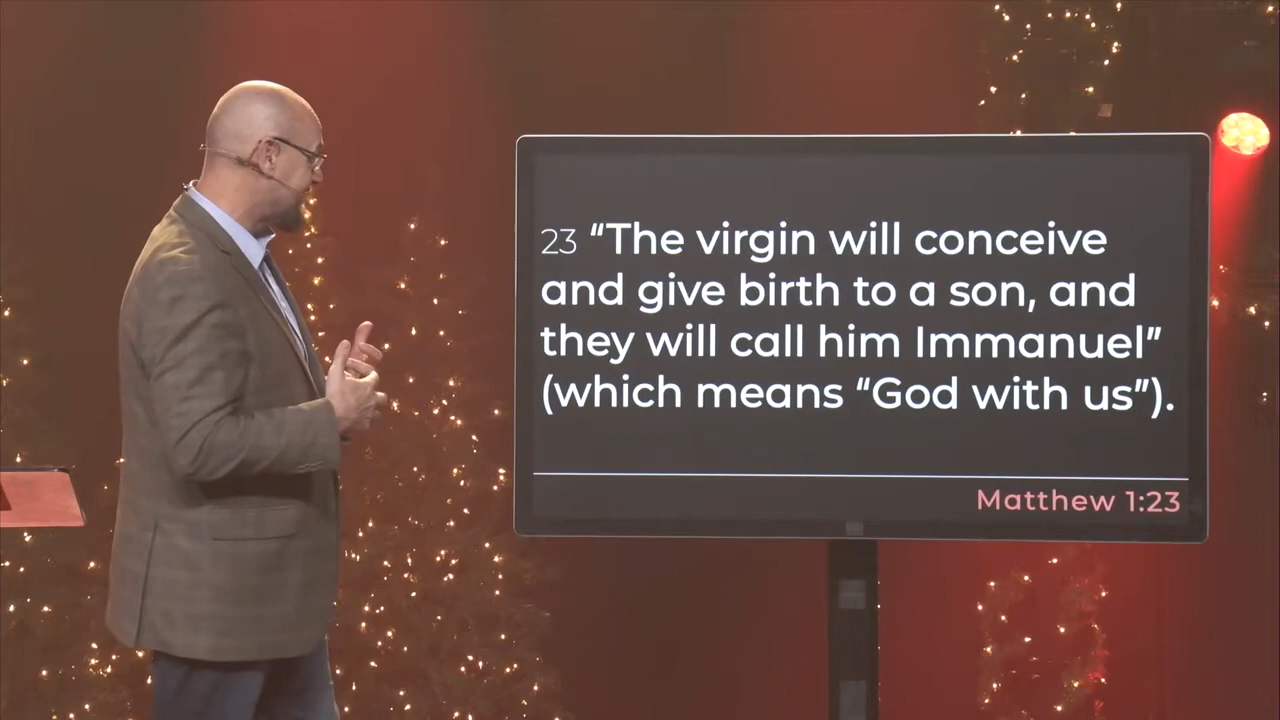 23 “The virgin will conceive
and give birth to a son, and
they will call him Immanuel”
(which means “God with us”).
Matthew 1:23